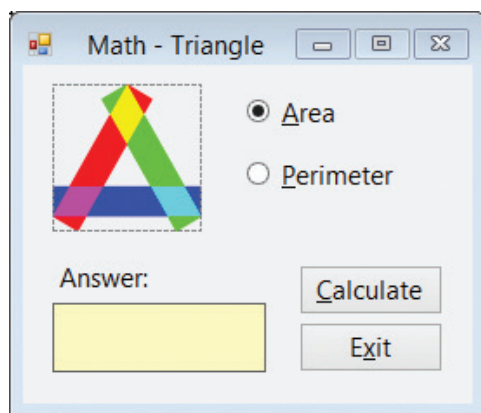 Math - Triangle
Area
Perimeter
Answer:
Calculate
Exit